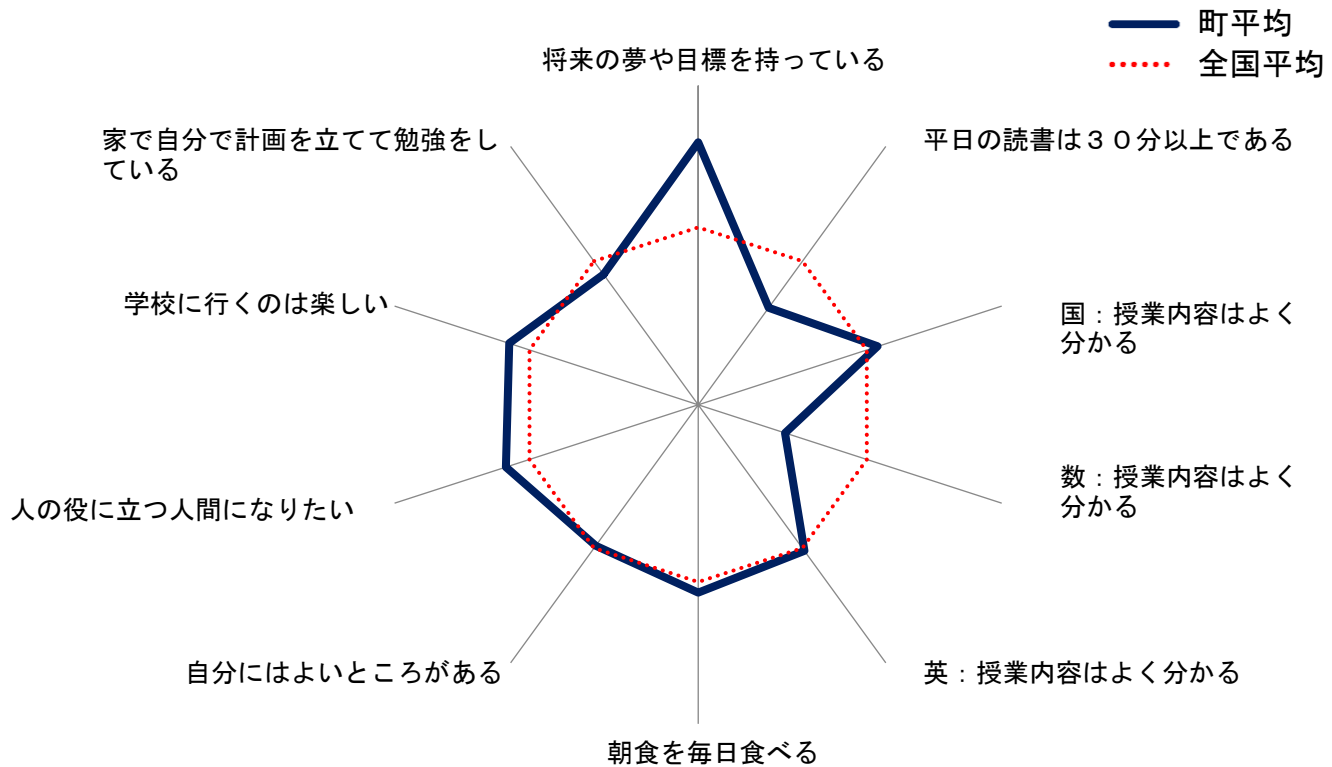 町平均
全国平均
将来の夢や目標を持っている
平日の読書は３０分以上である
国：授業内容はよく
分かる
数：授業内容はよく
分かる
英：授業内容はよく分かる
朝食を毎日食べる
自分にはよいところがある
人の役に立つ人間になりたい
学校に行くのは楽しい
家で自分で計画を立てて勉強をし
ている